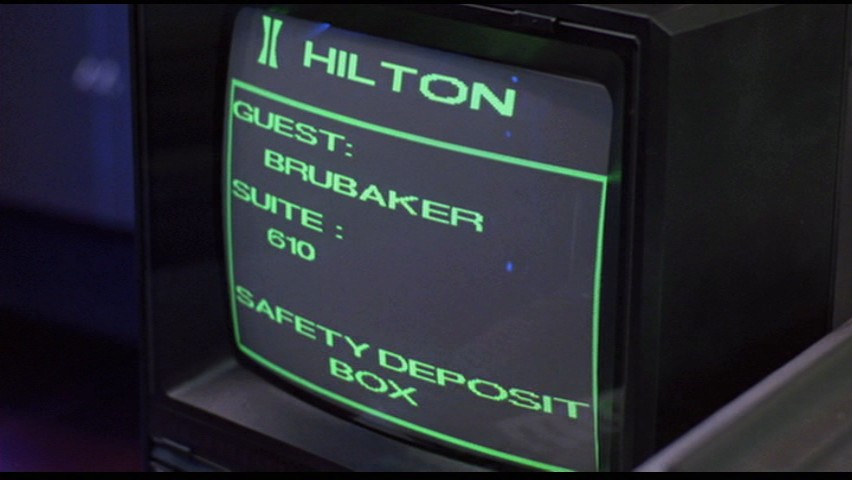 HILTON
GUEST:
BRUBAKER
SUITE :
610
SAFETY DEPOSIT
BOX